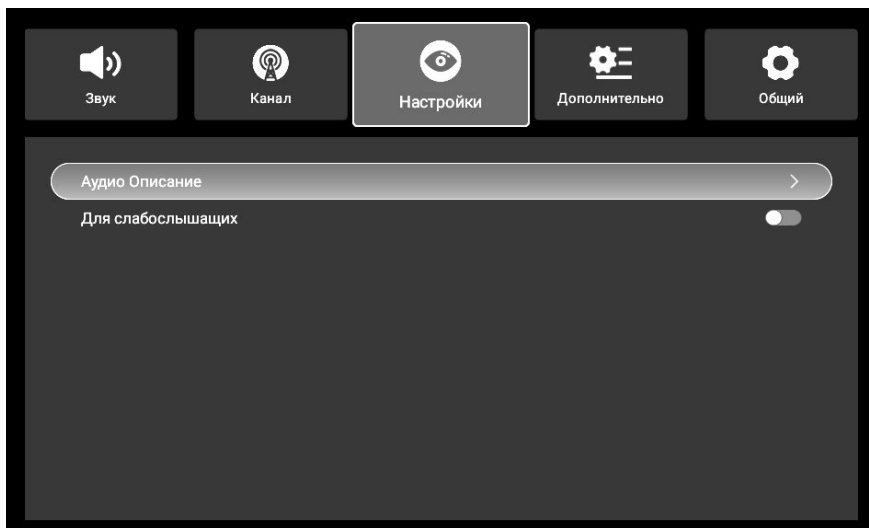 Звук
Канал
Настройки
Дополнительно
Общий
Аудио Описание
Для слабослышащих